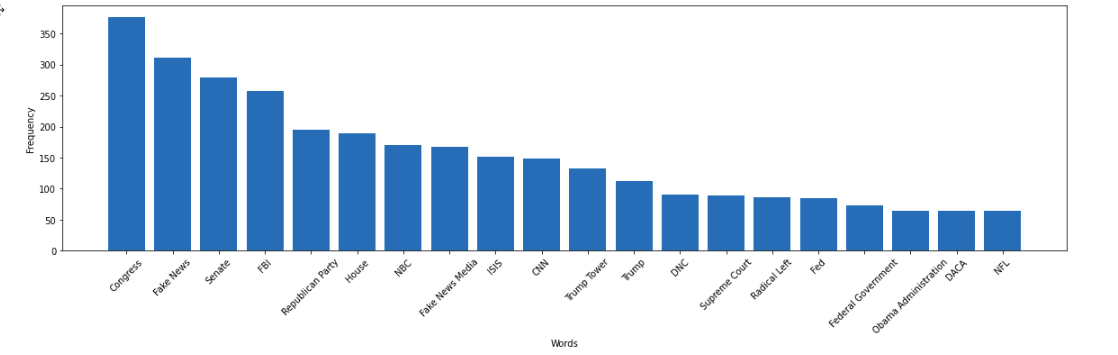 350
300
250
200
150
100
50
0
Frequency
Congress
Fake News
Senate
FBI
Republican Party
House
NBC
Fake News Media
ISIS
CNN
Trump Tower
Trump
DNC
Supreme Court
Radical Left
Fed
Federal Government
Obama Administration
DACA
NFL
Words